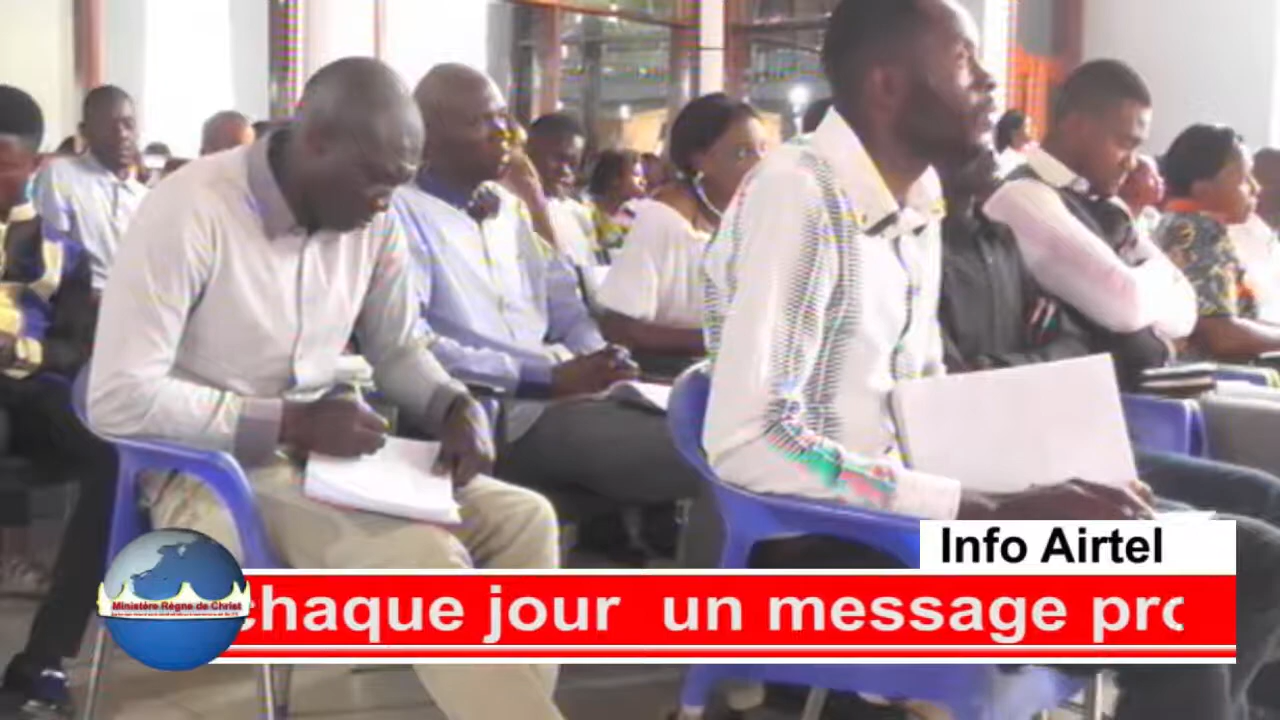 Info Airtel
chaque jour un message pro
Ministère Règne de Christ